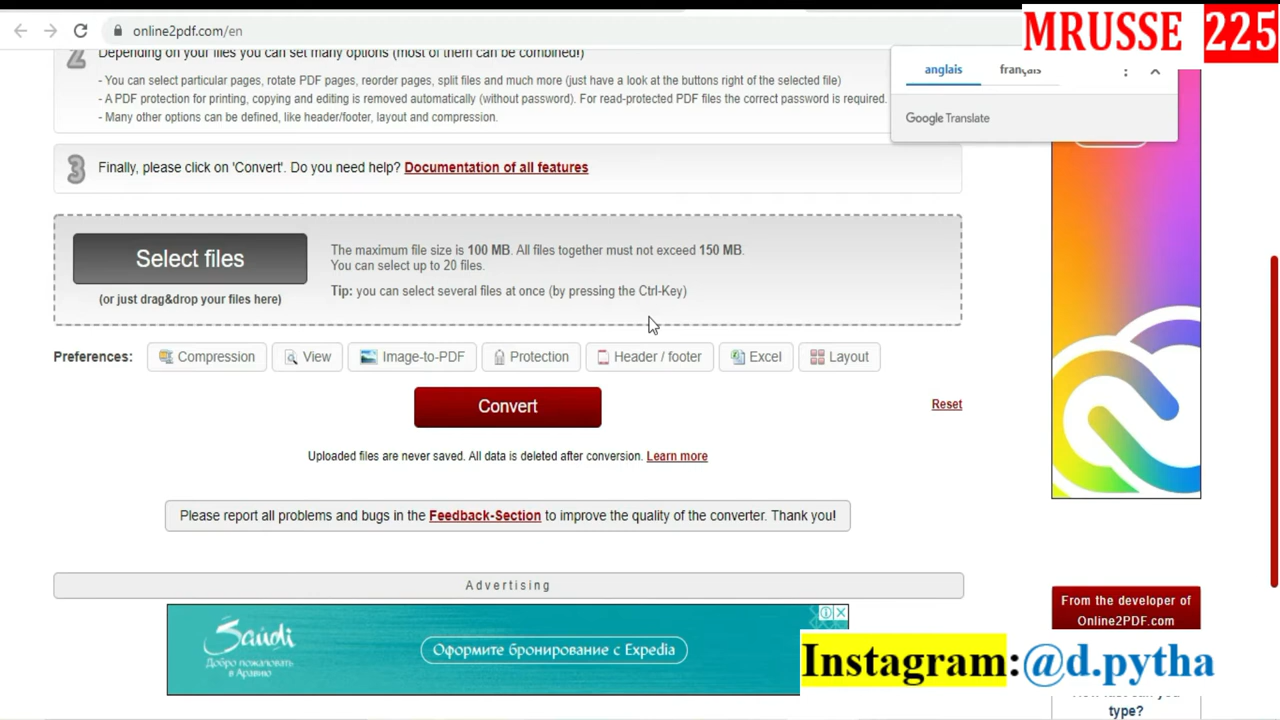 online2pdf.com/en
MRUSSE 225
anglais
français
Google Translate
2
Depending on your files you can set many options (most of them can be combined!)
- You can select particular pages, rotate PDF pages, reorder pages, split files and much more (just have a look at the buttons right of the selected file)
- A PDF protection for printing, copying and editing is removed automatically (without password). For read-protected PDF files the correct password is required.
- Many other options can be defined, like header/footer, layout and compression.
3
Finally, please click on 'Convert'. Do you need help? Documentation of all features
Select files
(or just drag&drop your files here)
The maximum file size is 100 MB. All files together must not exceed 150 MB.
You can select up to 20 files.
Tip: you can select several files at once (by pressing the Ctrl-Key)
Preferences: Compression View Image-to-PDF Protection Header / footer Excel Layout
Convert
Reset
Uploaded files are never saved. All data is deleted after conversion. Learn more
Please report all problems and bugs in the Feedback-Section to improve the quality of the converter. Thank you!
Advertising
Saudi
Добро пожаловать
в Аравию
Оформите бронирование с Expedia
From the developer of
Online2PDF.com
Instagram:@d.pytha
How fast can you
type?